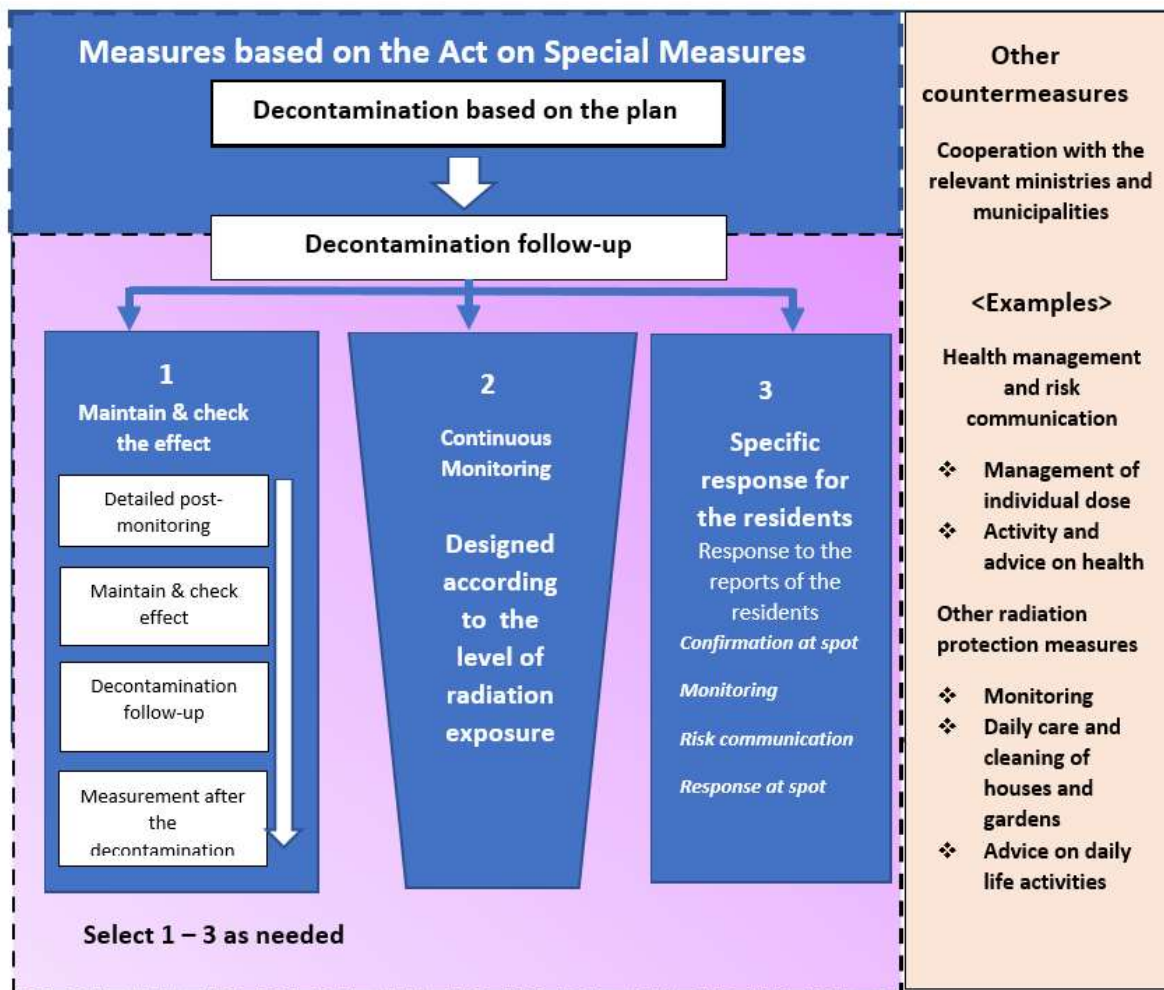 Measures based on the Act on Special Measures
Decontamination based on the plan
Decontamination follow-up
1
Maintain & check
the effect
Detailed post-
monitoring
Maintain & check
effect
Decontamination
follow-up
Measurement after
the
decontamination
2
Continuous
Monitoring
Designed
according
to the
level of
radiation
exposure
3
Specific
response for
the residents
Response to the
reports of the
residents
Confirmation at spot
Monitoring
Risk communication
Response at spot
Select 1 – 3 as needed
Other
countermeasures
Cooperation with the
relevant ministries and
municipalities
<Examples>
Health management
and risk
communication
❖ Management of
individual dose
❖ Activity and
advice on health
Other radiation
protection measures
❖ Monitoring
❖ Daily care and
cleaning of
houses and
gardens
❖ Advice on daily
life activities